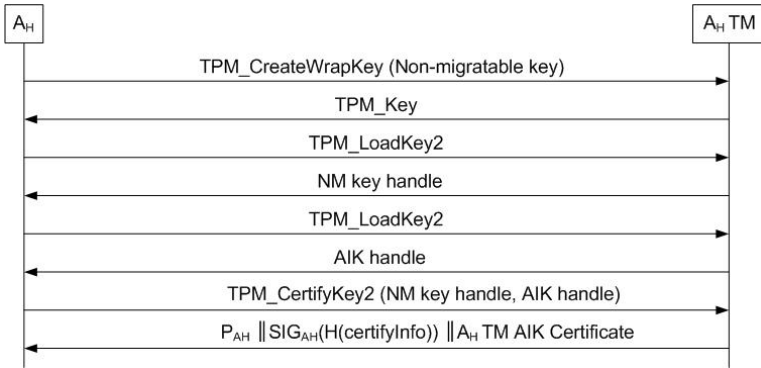 A_H
A_H TM
TPM_CreateWrapKey (Non-migratable key)
TPM_Key
TPM_LoadKey2
NM key handle
TPM_LoadKey2
AIK handle
TPM_CertifyKey2 (NM key handle, AIK handle)
P_AH ‖SIG_AH(H(certifyInfo)) ‖A_H TM AIK Certificate